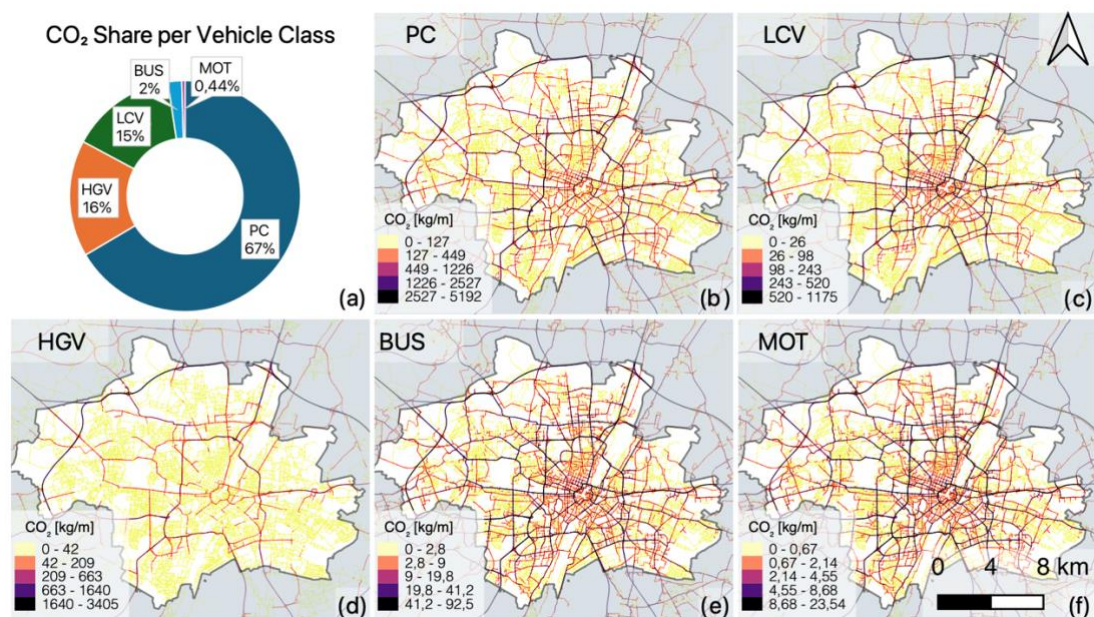 CO₂ Share per Vehicle Class
BUS
2%
MOT
0,44%
LCV
15%
HGV
16%
PC
67%
(a)
PC
CO₂ [kg/m]
0 - 127
127 - 449
449 - 1226
1226 - 2527
2527 - 5192
(b)
LCV
CO₂ [kg/m]
0 - 26
26 - 98
98 - 243
243 - 520
520 - 1175
(c)
HGV
CO₂ [kg/m]
0 - 42
42 - 209
209 - 663
663 - 1640
1640 - 3405
(d)
BUS
CO₂ [kg/m]
0 - 2,8
2,8 - 9
9 - 19,8
19,8 - 41,2
41,2 - 92,5
(e)
MOT
CO₂ [kg/m]
0 - 0,67
0,67 - 2,14
2,14 - 4,55
4,55 - 8,68
8,68 - 23,54
0 4 8 km
(f)